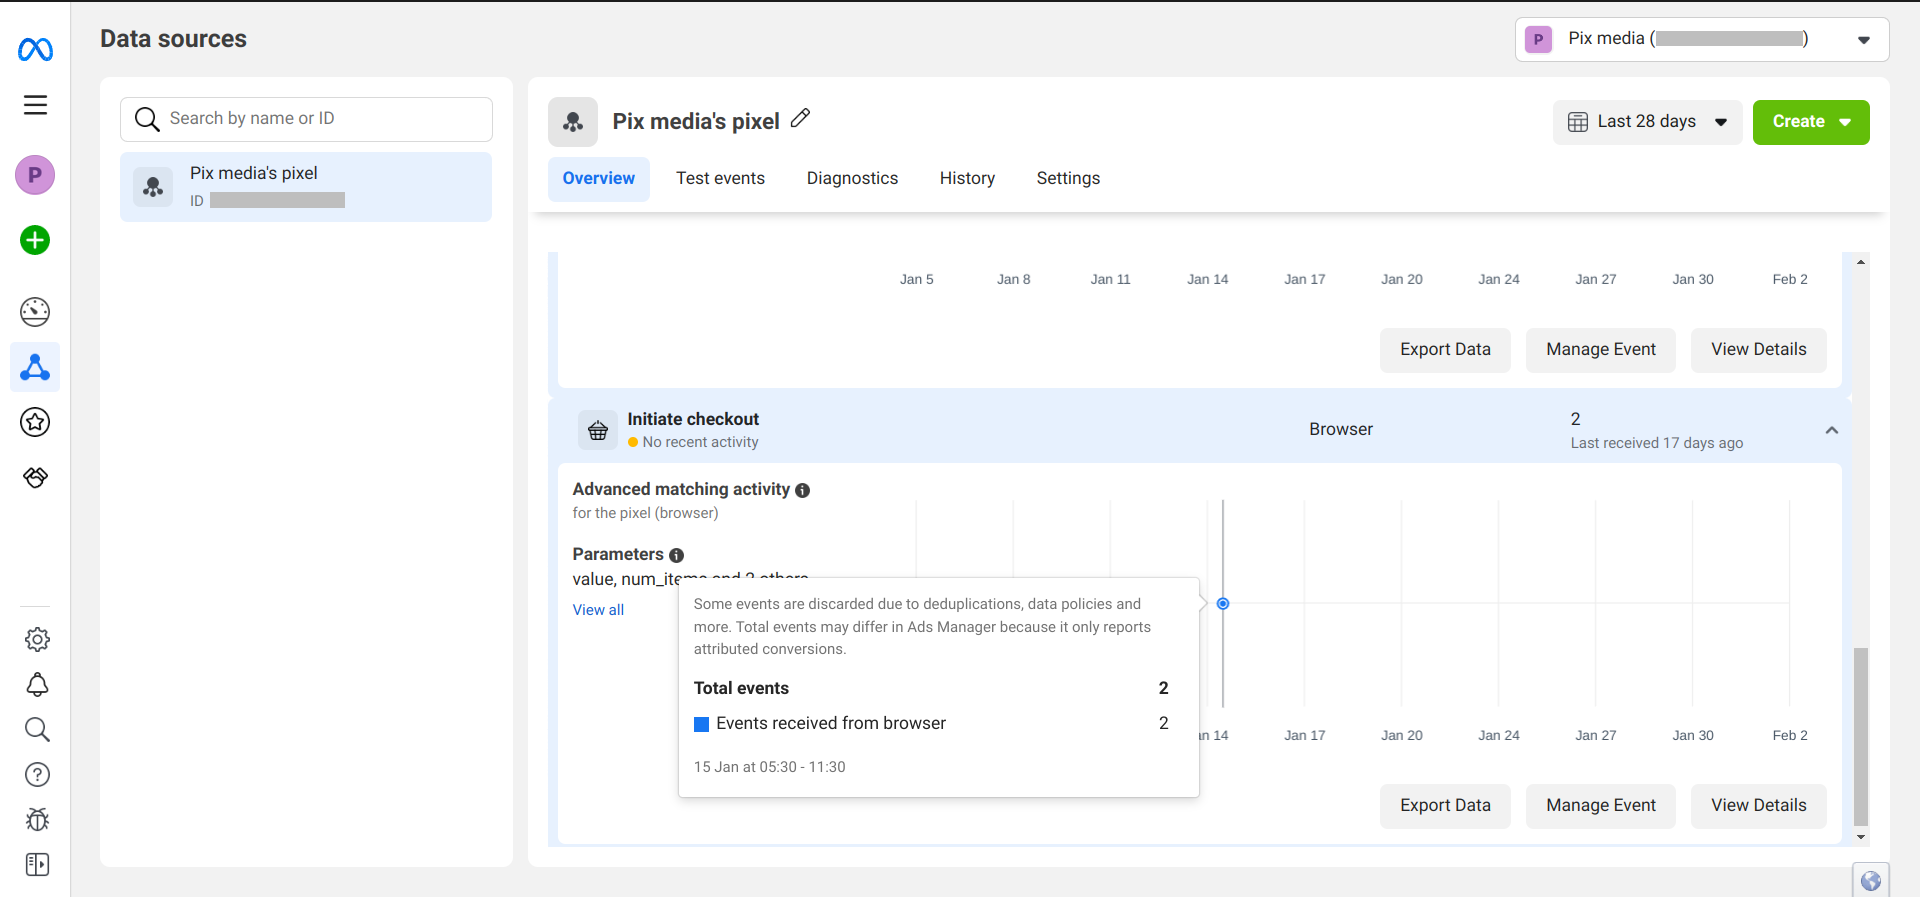 Data sources
Pix media ( )
P
Search by name or ID
Pix media's pixel
ID
P
Pix media's pixel
Last 28 days
Create
Overview
Test events
Diagnostics
History
Settings
Jan 5 Jan 8 Jan 11 Jan 14 Jan 17 Jan 20 Jan 24 Jan 27 Jan 30 Feb 2
Export Data
Manage Event
View Details
Initiate checkout
No recent activity
Browser
2
Last received 17 days ago
Advanced matching activity
for the pixel (browser)
Parameters
value, num_items and 2 others
View all
Some events are discarded due to deduplications, data policies and
more. Total events may differ in Ads Manager because it only reports
attributed conversions.
Total events 2
Events received from browser 2
15 Jan at 05:30 - 11:30
14 Jan 17 Jan 20 Jan 24 Jan 27 Jan 30 Feb 2
Export Data
Manage Event
View Details